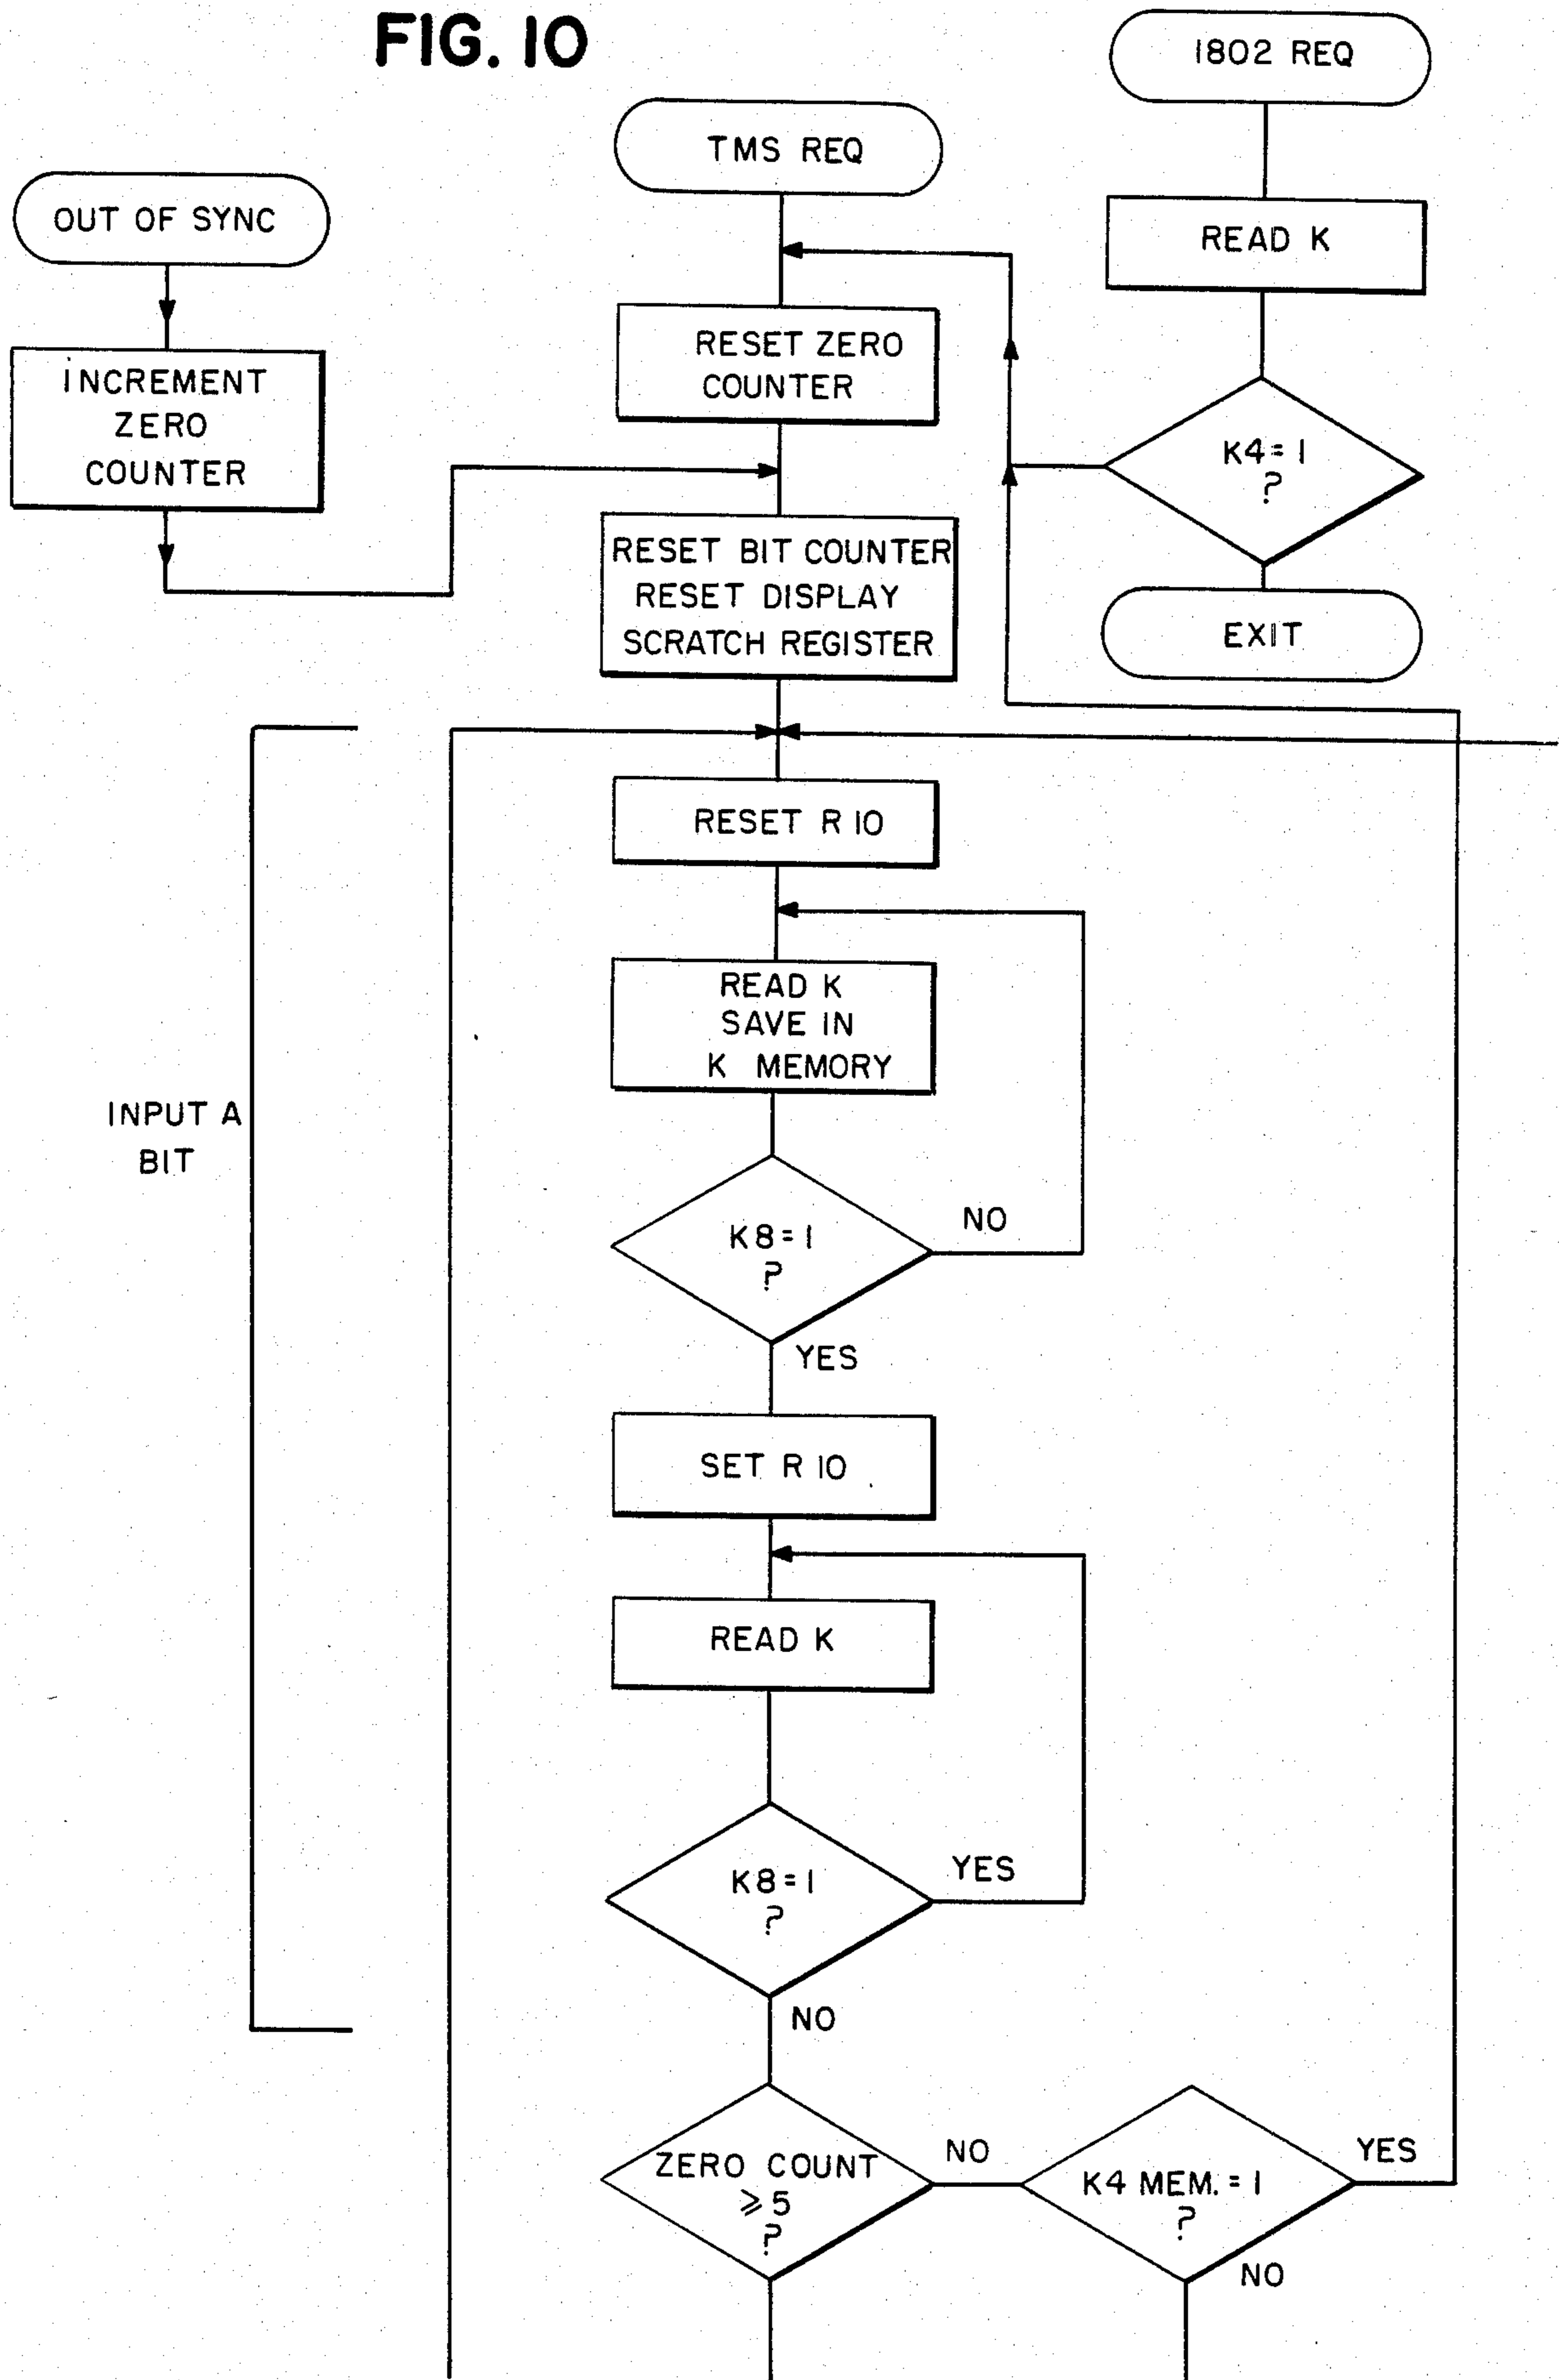 FIG. 10
1802 REQ
TMS REQ
OUT OF SYNC
READ K
INCREMENT
ZERO
COUNTER
RESET ZERO
COUNTER
K4=1
?
RESET BIT COUNTER
RESET DISPLAY
SCRATCH REGISTER
EXIT
RESET R 10
READ K
SAVE IN
K MEMORY
INPUT A
BIT
K8=1
?
NO
YES
SET R 10
READ K
K8=1
?
YES
NO
ZERO COUNT
≥5
?
NO
K4 MEM. = 1
?
YES
NO